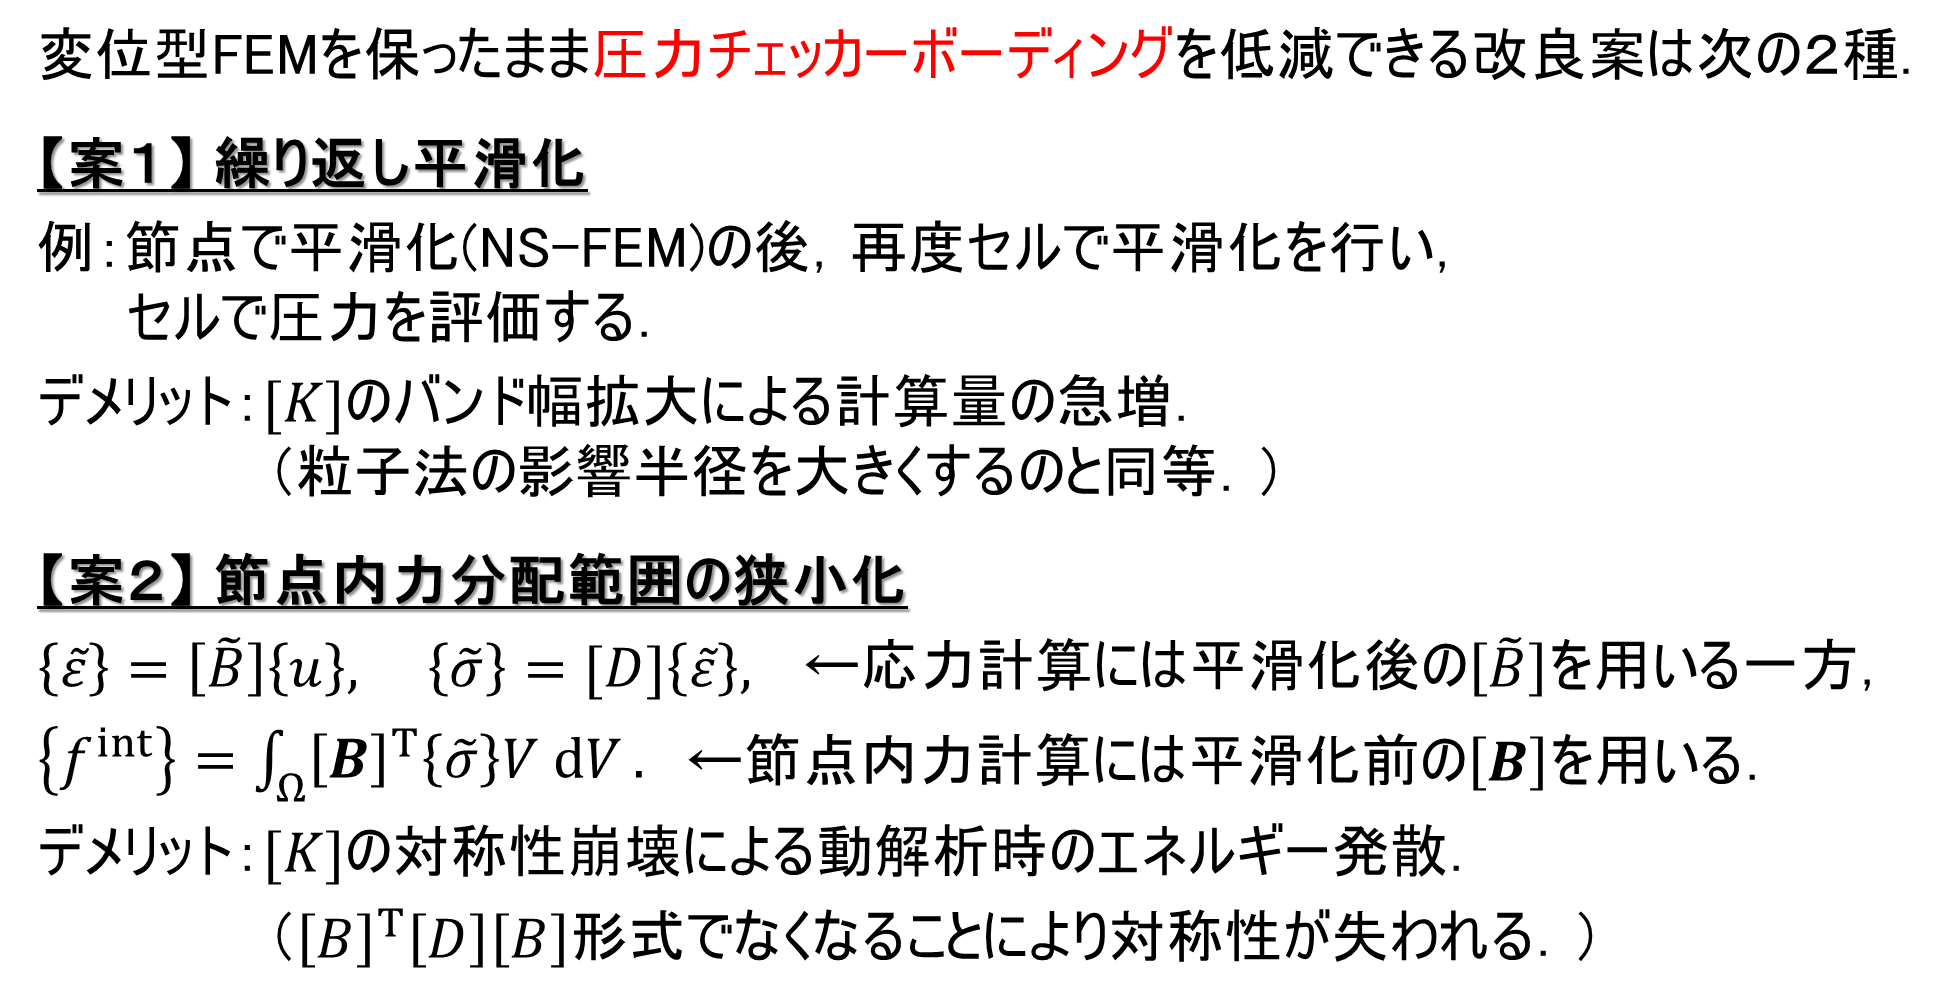 変位型FEMを保ったまま圧力チェッカーボーディングを低減できる改良案は次の2種．
【案1】 繰り返し平滑化
例：節点で平滑化(NS-FEM)の後，再度セルで平滑化を行い，
セルで圧力を評価する．
デメリット：[K]のバンド幅拡大による計算量の急増．
（粒子法の影響半径を大きくするのと同等．）
【案2】 節点内力分配範囲の狭小化
{ε̃} = [B̃]{u},  {σ̃} = [D]{ε̃}, ←応力計算には平滑化後の[B̃]を用いる一方，
{f^int} = ∫_Ω [B]^T{σ̃}V dV . ←節点内力計算には平滑化前の[B]を用いる．
デメリット：[K]の対称性崩壊による動解析時のエネルギー発散．
（[B]^T[D][B]形式でなくなることにより対称性が失われる．）